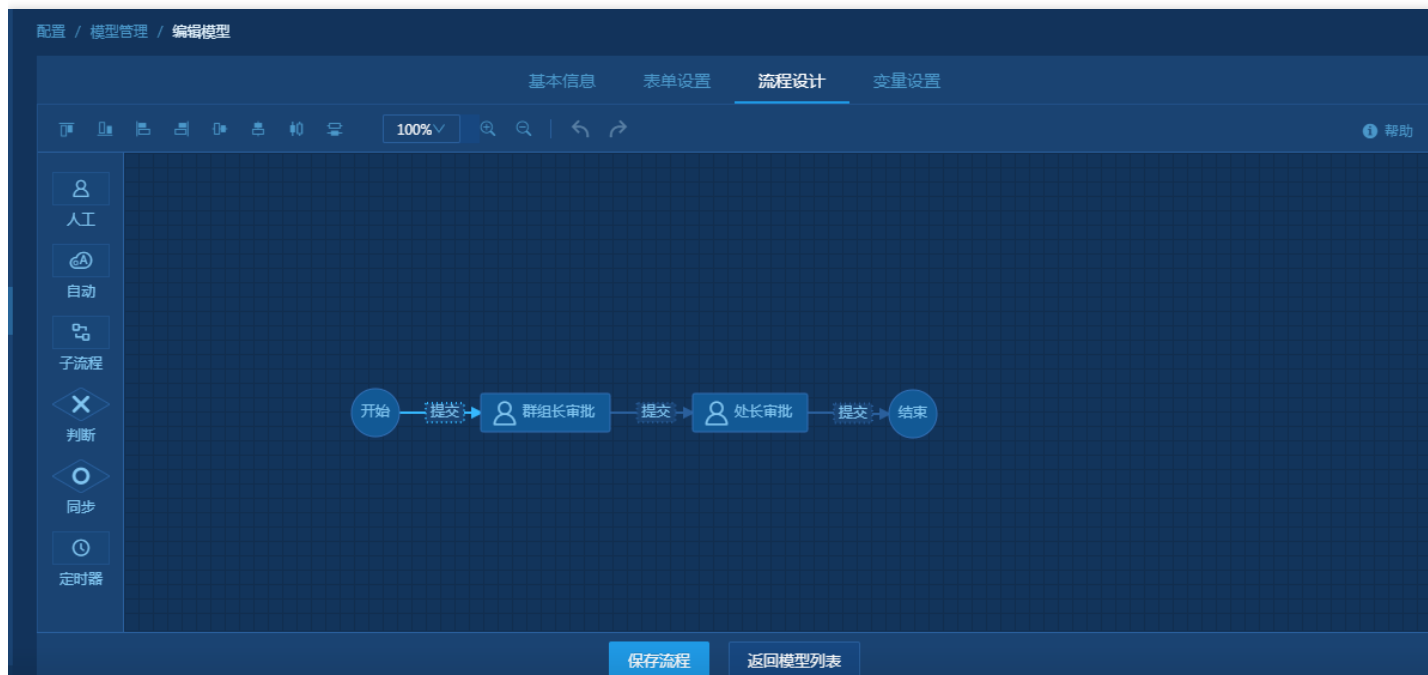 配置 / 模型管理 / 编辑模型
基本信息 表单设置 流程设计 变量设置
100% 帮助
人工
自动
子流程
判断
同步
定时器
开始 提交 群组长审批 提交 处长审批 提交 结束
保存流程 返回模型列表